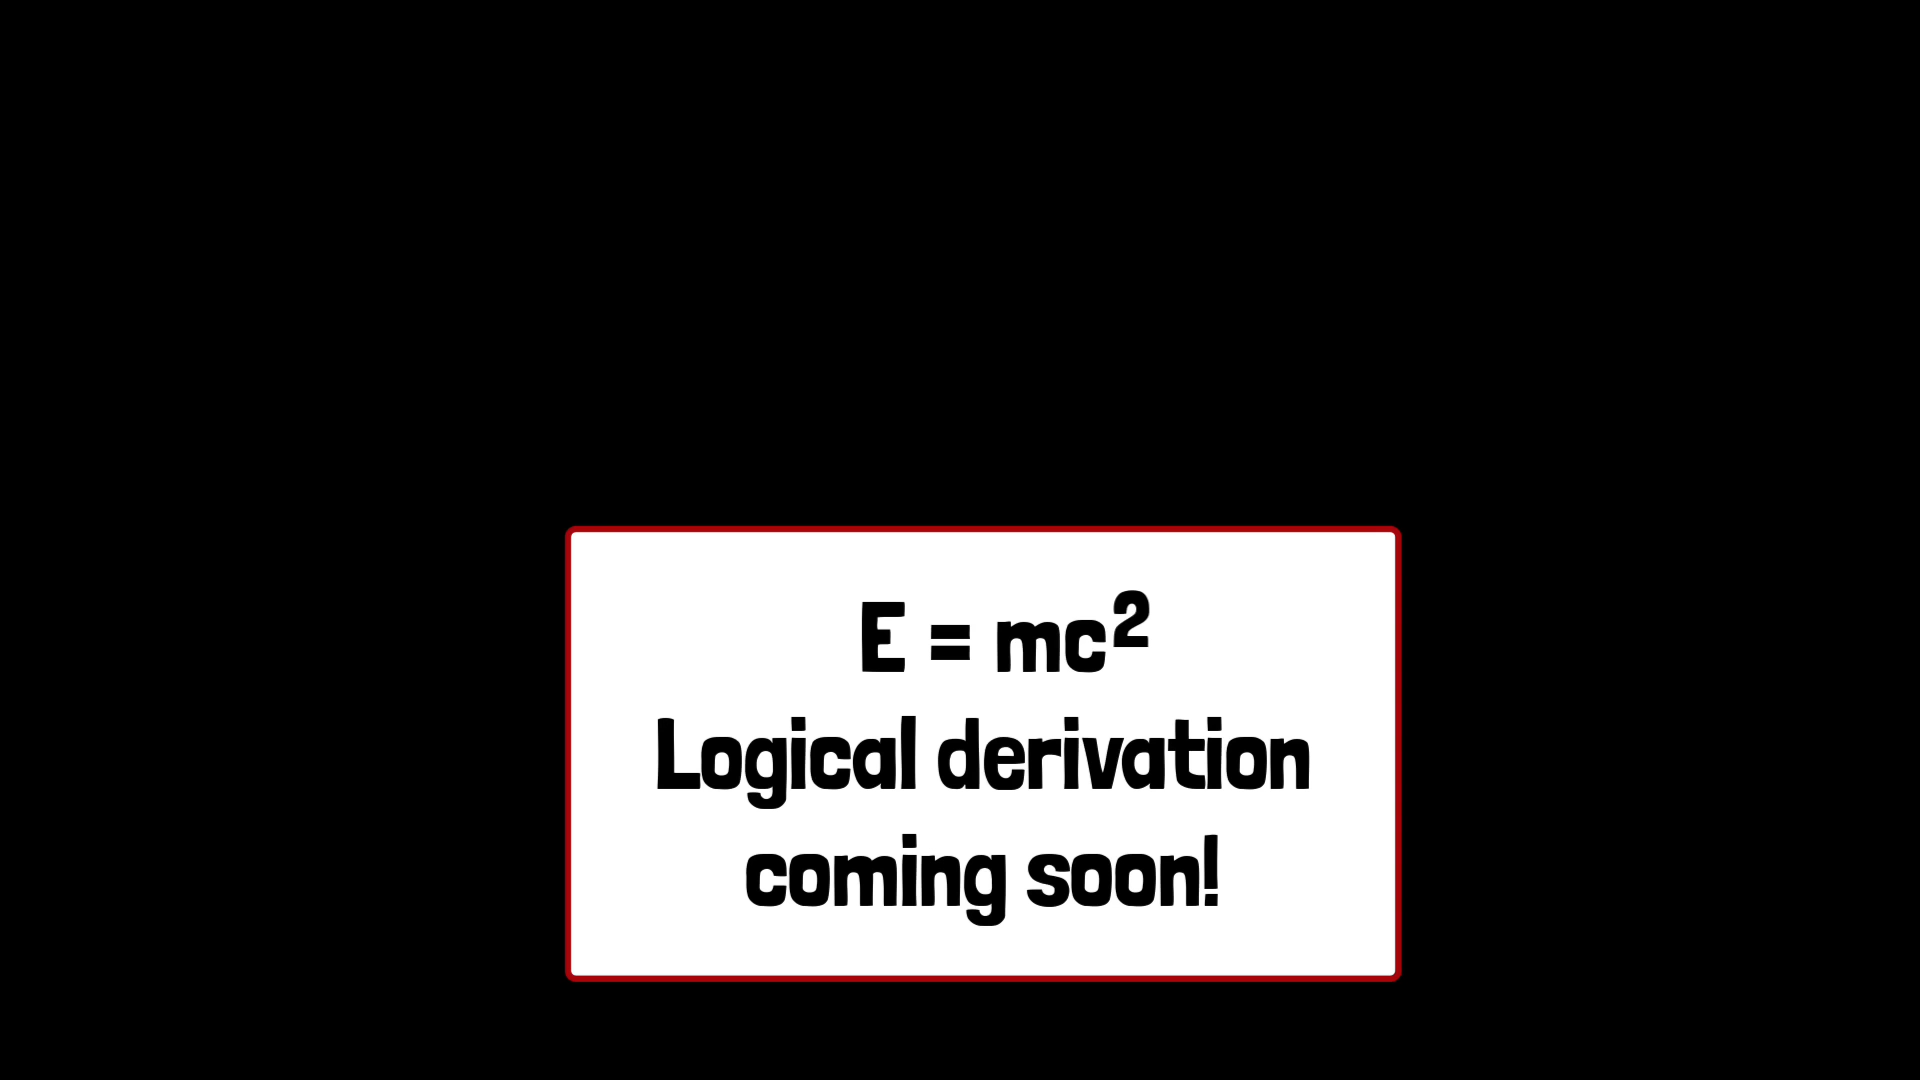 E = mc²
Logical derivation
coming soon!